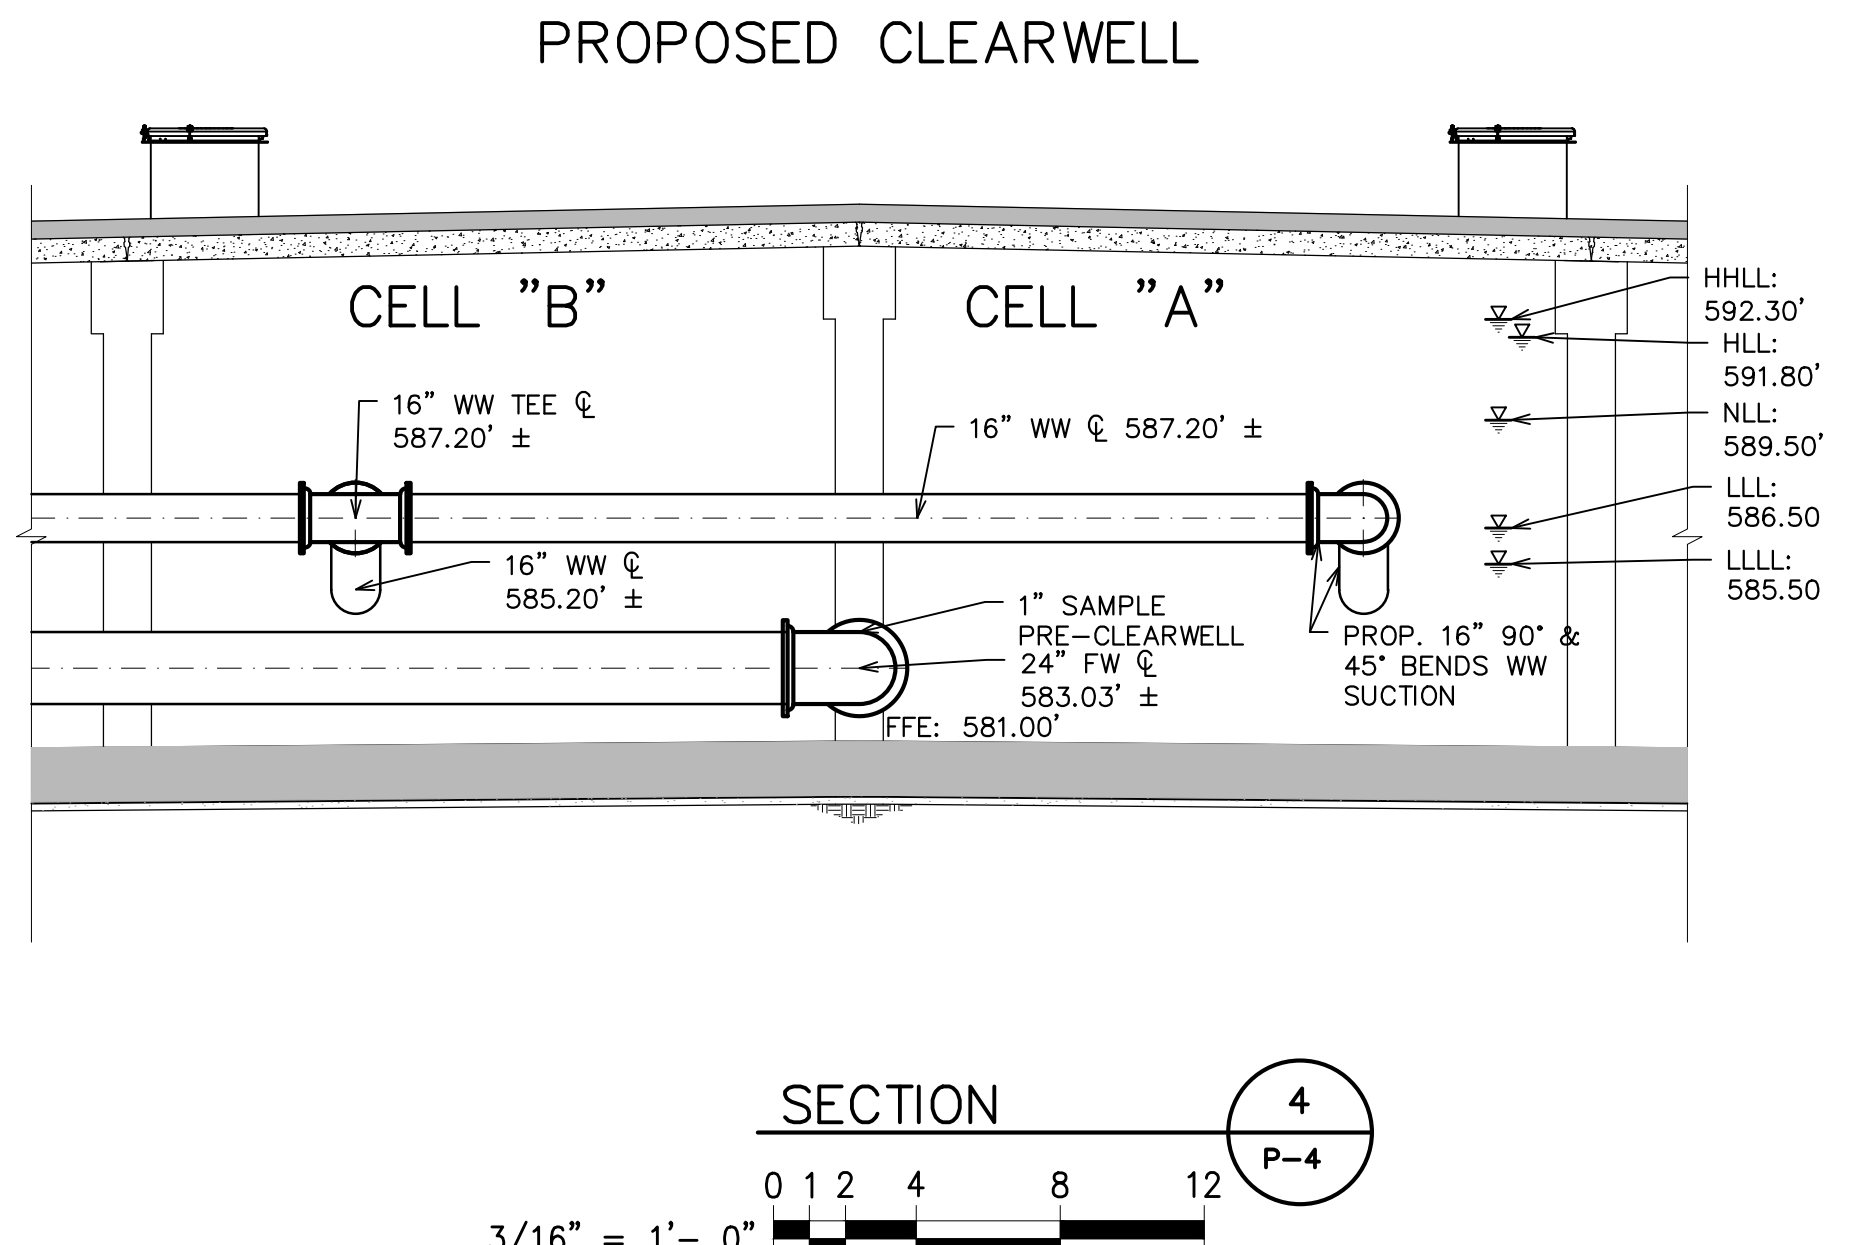 PROPOSED CLEARWELL
CELL "B"
CELL "A"
HHLL:
592.30'
HLL:
591.80'
NLL:
589.50'
LLL:
586.50
LLLL:
585.50
16" WW TEE ℄
587.20' ±
16" WW ℄ 587.20' ±
16" WW ℄
585.20' ±
1" SAMPLE
PRE-CLEARWELL
24" FW ℄
583.03' ±
FFE: 581.00'
PROP. 16" 90° &
45° BENDS WW
SUCTION
SECTION
4
P-4
0 1 2 4 8 12
3/16" = 1'- 0"